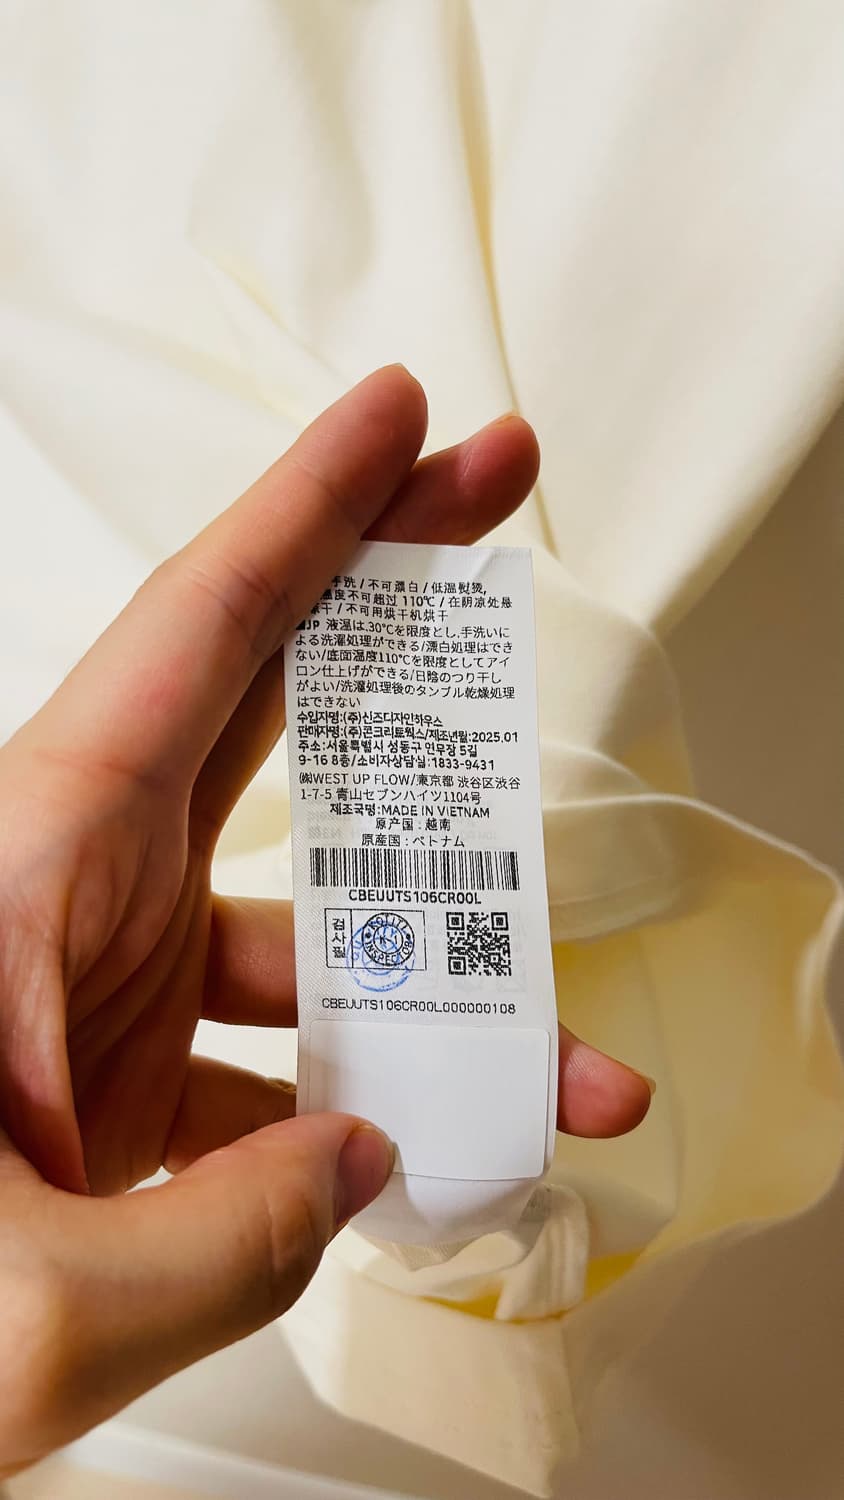 手洗 / 不可漂白 / 低温熨烫,
温度不可超过 110℃ / 在阴凉处悬
干 / 不可用烘干机烘干
JP 液温は,30℃を限度とし,手洗いに
よる洗濯処理ができる/漂白処理はでき
ない/底面温度110℃を限度としてアイ
ロン仕上げができる/日陰のつり干し
がよい/洗濯処理後のタンブル乾燥処理
はできない
수입자명:(주)신즈디자인하우스
판매자명:(주)콘크리트웍스/제조년월:2025.01
주소:서울특별시 성동구 연무장 5길
9-16 8층/소비자상담실:1833-9431
㈱WEST UP FLOW/東京都 渋谷区渋谷
1-7-5 青山セブンハイツ1104号
제조국명:MADE IN VIETNAM
原产国 : 越南
原産国 : ベトナム
CBEUUTS106CR00L
검사필
KOTITI
INSPECTOR
CBEUUTS106CR00L000000108